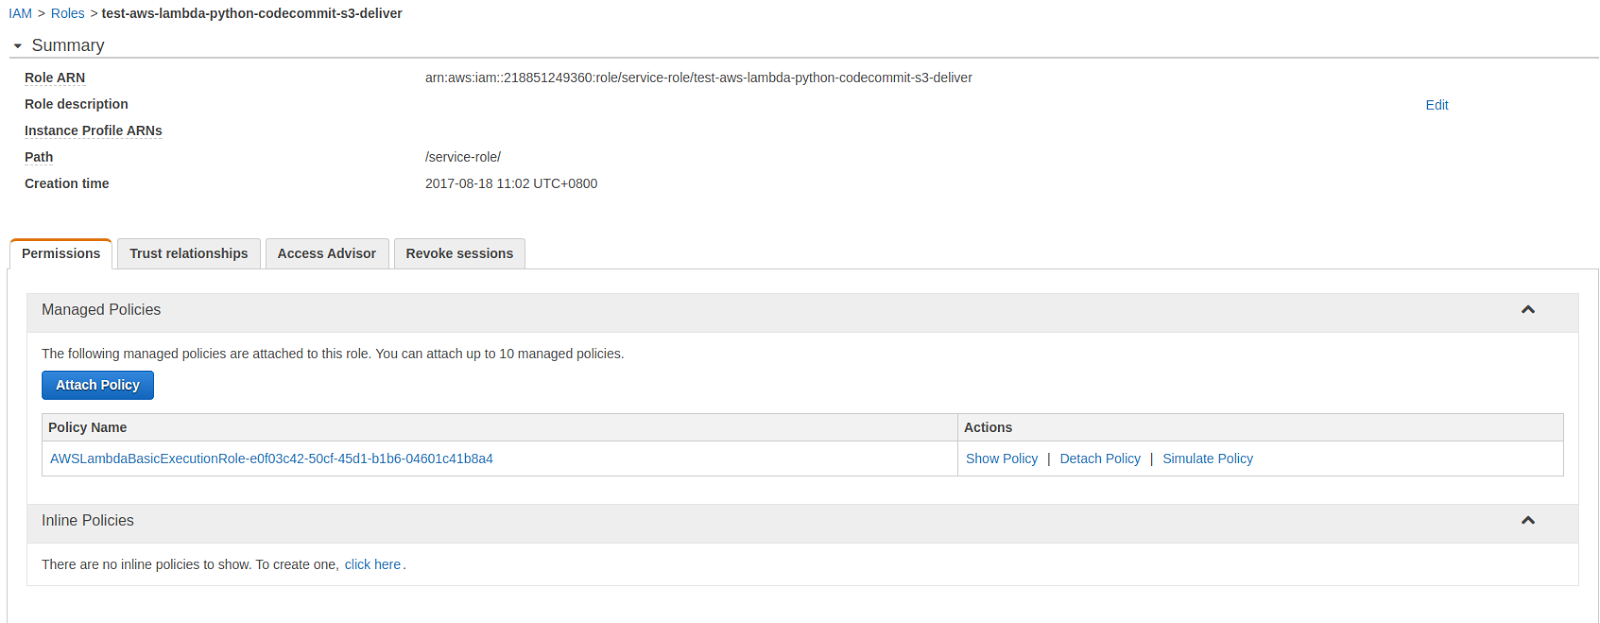 IAM > Roles > test-aws-lambda-python-codecommit-s3-deliver
Summary
Role ARN arn:aws:iam::218851249360:role/service-role/test-aws-lambda-python-codecommit-s3-deliver
Role description Edit
Instance Profile ARNs
Path /service-role/
Creation time 2017-08-18 11:02 UTC+0800
Permissions Trust relationships Access Advisor Revoke sessions
Managed Policies
The following managed policies are attached to this role. You can attach up to 10 managed policies.
Attach Policy
Policy Name Actions
AWSLambdaBasicExecutionRole-e0f03c42-50cf-45d1-b1b6-04601c41b8a4 Show Policy | Detach Policy | Simulate Policy
Inline Policies
There are no inline policies to show. To create one, click here.